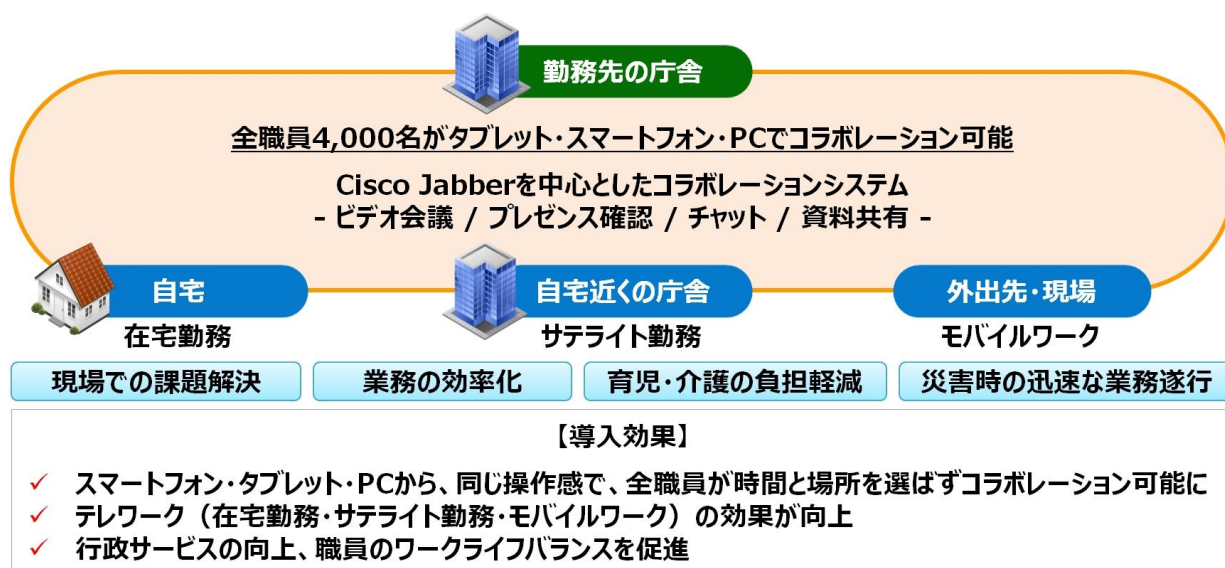 勤務先の庁舎
全職員4,000名がタブレット・スマートフォン・PCでコラボレーション可能
Cisco Jabberを中心としたコラボレーションシステム
- ビデオ会議 / プレゼンス確認 / チャット / 資料共有 -
自宅
自宅近くの庁舎
外出先・現場
在宅勤務
サテライト勤務
モバイルワーク
現場での課題解決
業務の効率化
育児・介護の負担軽減
災害時の迅速な業務遂行
【導入効果】
✓ スマートフォン・タブレット・PCから、同じ操作感で、全職員が時間と場所を選ばずコラボレーション可能に
✓ テレワーク（在宅勤務・サテライト勤務・モバイルワーク）の効果が向上
✓ 行政サービスの向上、職員のワークライフバランスを促進